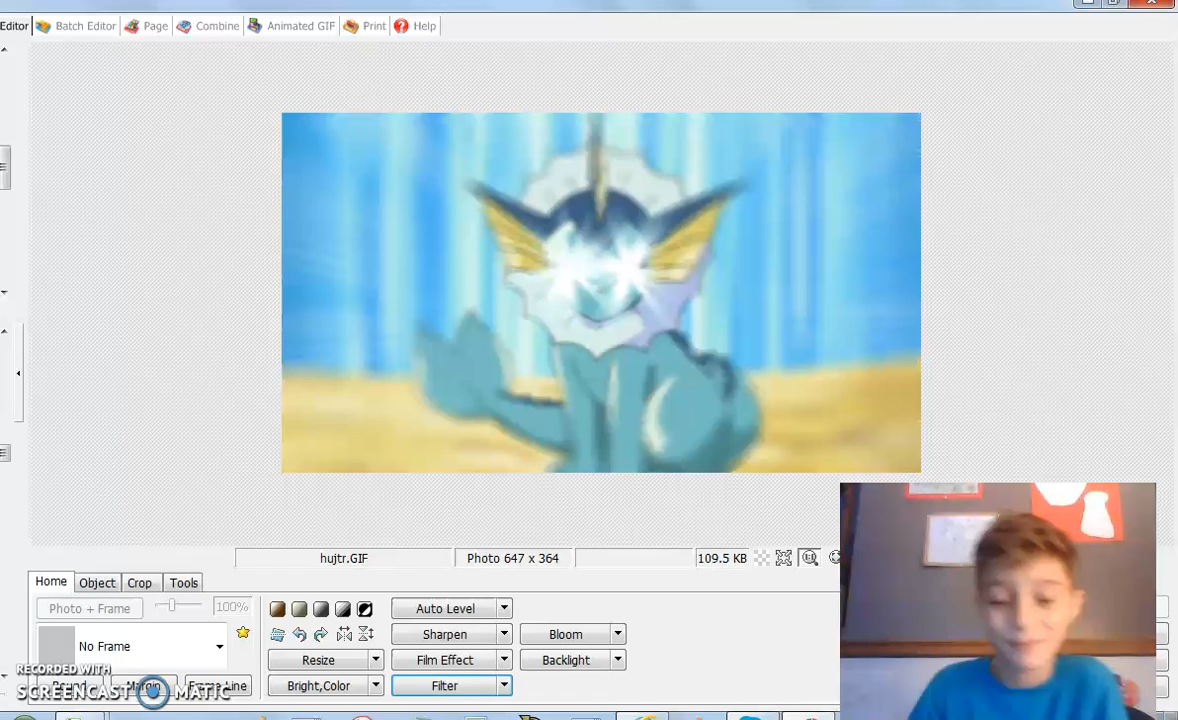 Editor Batch Editor Page Combine Animated GIF Print Help
hujtr.GIF Photo 647 x 364 109.5 KB
Home Object Crop Tools
Photo + Frame 100% Auto Level
No Frame Sharpen Bloom
Resize Film Effect Backlight
RECORDED WITH
SCREENCAST MATIC
Margin Frame Line Bright,Color Filter